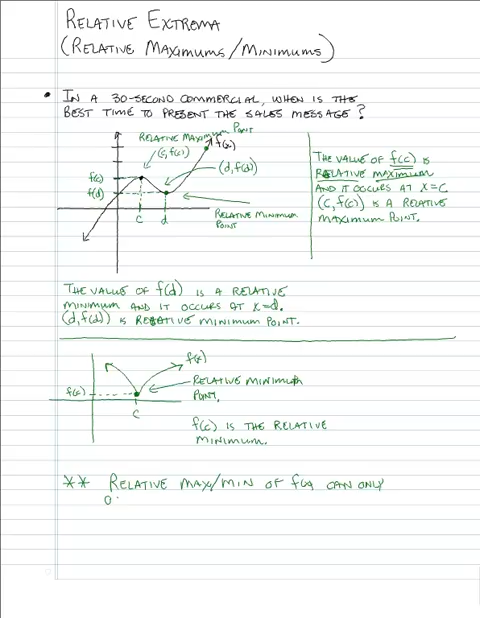 RELATIVE EXTREMA
(RELATIVE MAXIMUMS/MINIMUMS)
• IN A 30-SECOND COMMERCIAL, WHEN IS THE
BEST TIME TO PRESENT THE SALES MESSAGE?
RELATIVE MAXIMUM POINT
(c, f(c))
f(x)
(d, f(d))
f(c)
f(d)
c
d
RELATIVE MINIMUM
POINT
THE VALUE OF f(c) IS
RELATIVE MAXIMUM
AND IT OCCURS AT X=C
(c, f(c)) IS A RELATIVE
MAXIMUM POINT.
THE VALUE OF f(d) IS A RELATIVE
MINIMUM AND IT OCCURS AT X=d.
(d, f(d)) IS RELATIVE MINIMUM POINT.
f(x)
RELATIVE MINIMUM
POINT.
f(c)
c
f(c) IS THE RELATIVE
MINIMUM.
** RELATIVE MAX/MIN OF CAN ONLY